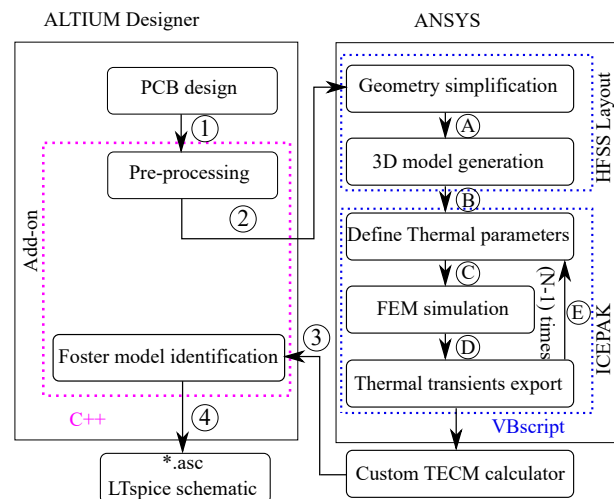 ALTIUM Designer
ANSYS
PCB design
1
Pre-processing
2
Add-on
Foster model identification
3
C++
4
*.asc
LTspice schematic
Geometry simplification
A
3D model generation
HFSS Layout
B
Define Thermal parameters
C
FEM simulation
(N-1) times
E
D
Thermal transients export
ICEPAK
VBscript
Custom TECM calculator